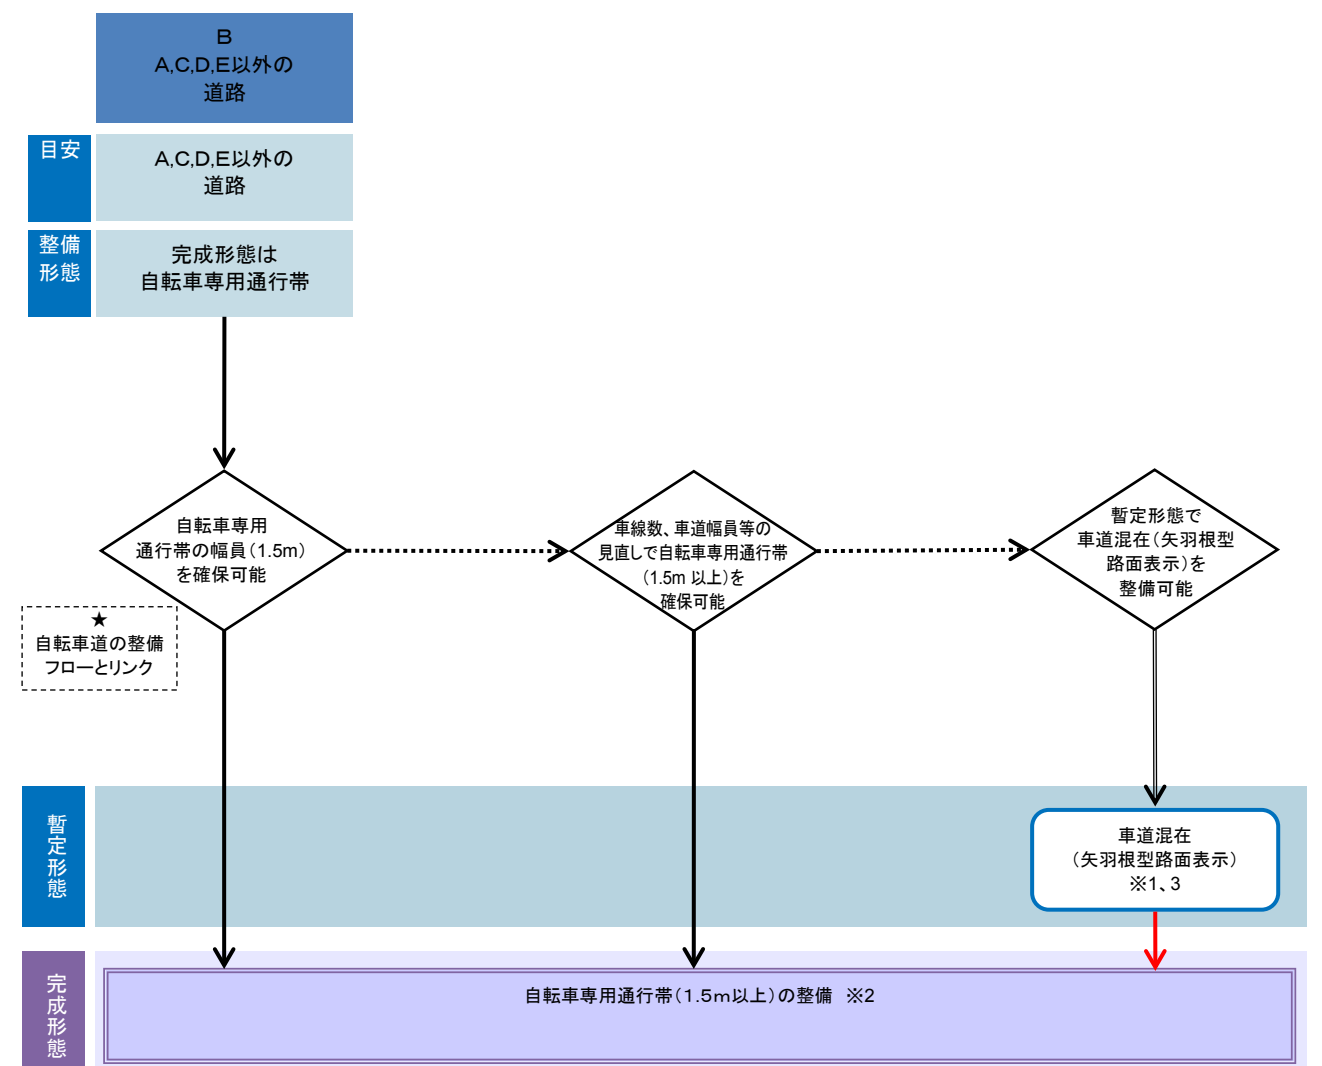 B
A,C,D,E以外の
道路
目安
A,C,D,E以外の
道路
整備
形態
完成形態は
自転車専用通行帯
自転車専用
通行帯の幅員（1.5m）
を確保可能
車線数、車道幅員等の
見直しで自転車専用通行帯
（1.5m 以上）を
確保可能
暫定形態で
車道混在（矢羽根型
路面表示）を
整備可能
★
自転車道の整備
フローとリンク
暫定形態
車道混在
（矢羽根型路面表示）
※1、3
完成形態
自転車専用通行帯（1.5ｍ以上）の整備　※2